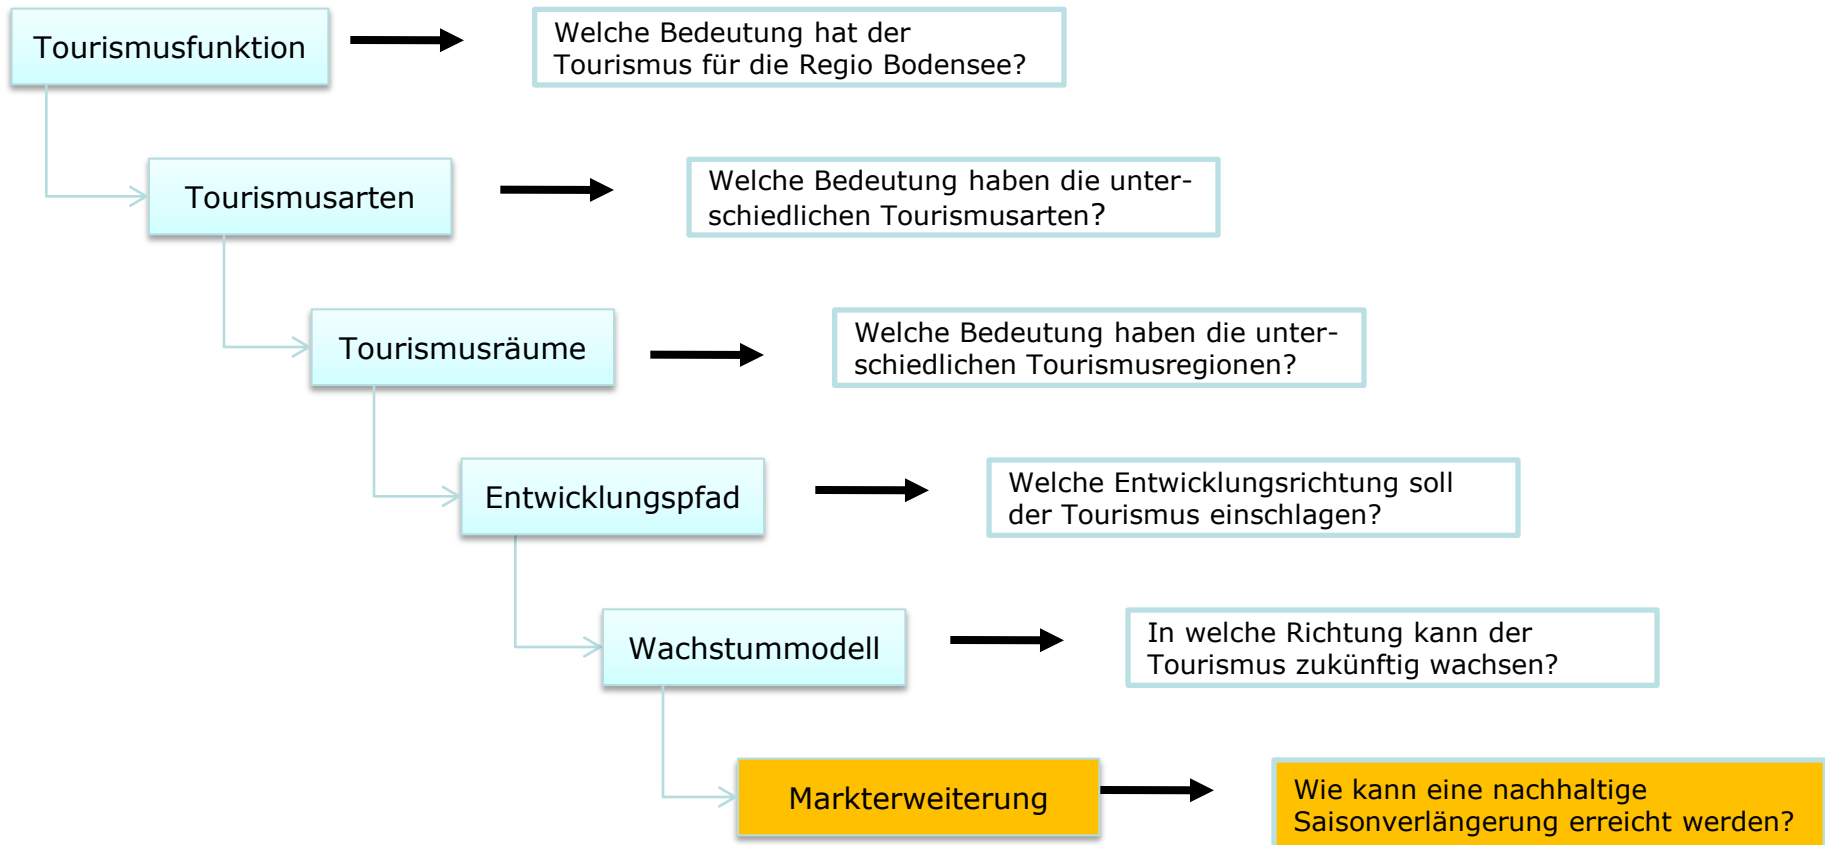 Tourismusfunktion
Welche Bedeutung hat der
Tourismus für die Regio Bodensee?
Tourismusarten
Welche Bedeutung haben die unter-
schiedlichen Tourismusarten?
Tourismusräume
Welche Bedeutung haben die unter-
schiedlichen Tourismusregionen?
Entwicklungspfad
Welche Entwicklungsrichtung soll
der Tourismus einschlagen?
Wachstummodell
In welche Richtung kann der
Tourismus zukünftig wachsen?
Markterweiterung
Wie kann eine nachhaltige
Saisonverlängerung erreicht werden?